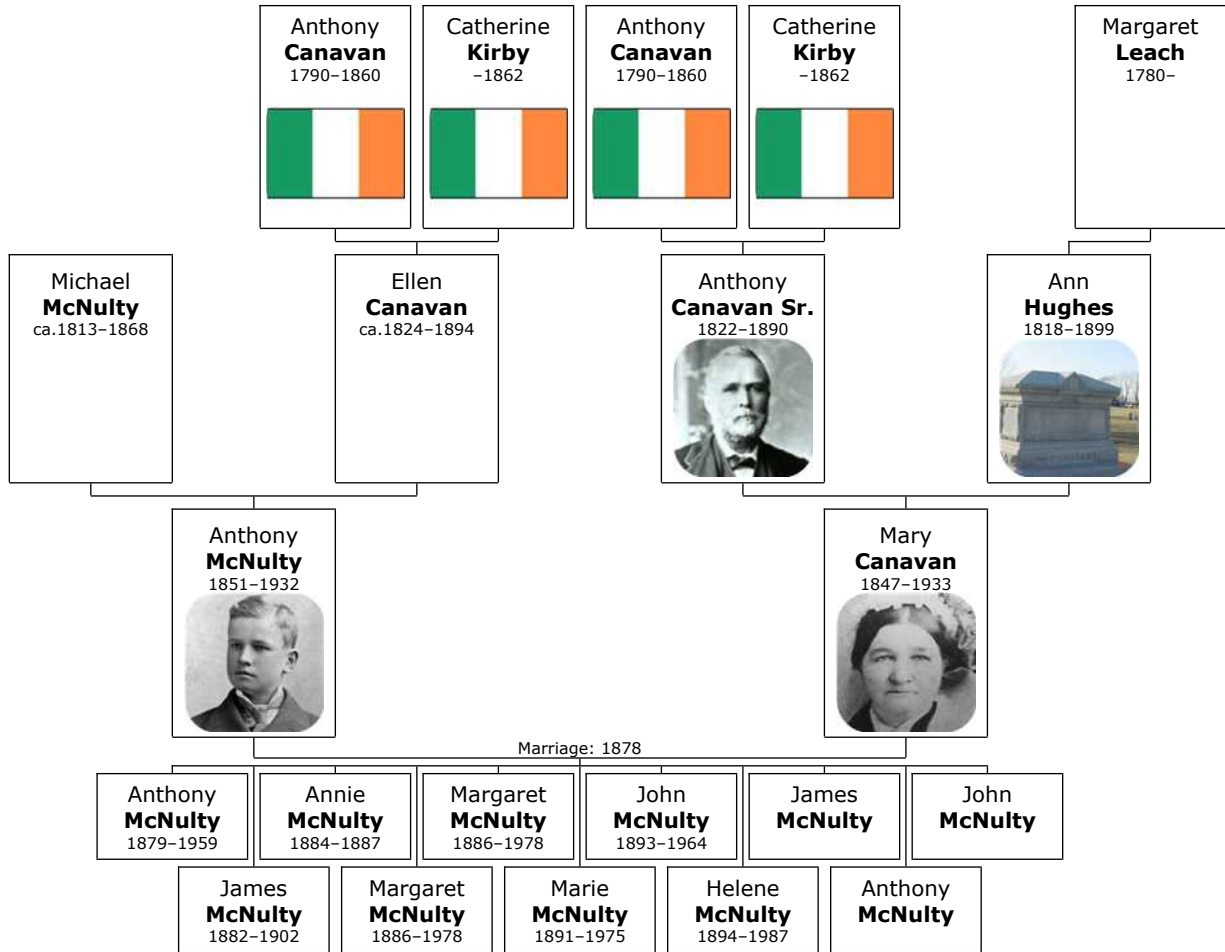 Anthony
Canavan
1790–1860
Catherine
Kirby
–1862
Anthony
Canavan
1790–1860
Catherine
Kirby
–1862
Margaret
Leach
1780–
Michael
McNulty
ca.1813–1868
Ellen
Canavan
ca.1824–1894
Anthony
Canavan Sr.
1822–1890
Ann
Hughes
1818–1899
Anthony
McNulty
1851–1932
Mary
Canavan
1847–1933
Marriage: 1878
Anthony
McNulty
1879–1959
Annie
McNulty
1884–1887
Margaret
McNulty
1886–1978
John
McNulty
1893–1964
James
McNulty
John
McNulty
James
McNulty
1882–1902
Margaret
McNulty
1886–1978
Marie
McNulty
1891–1975
Helene
McNulty
1894–1987
Anthony
McNulty